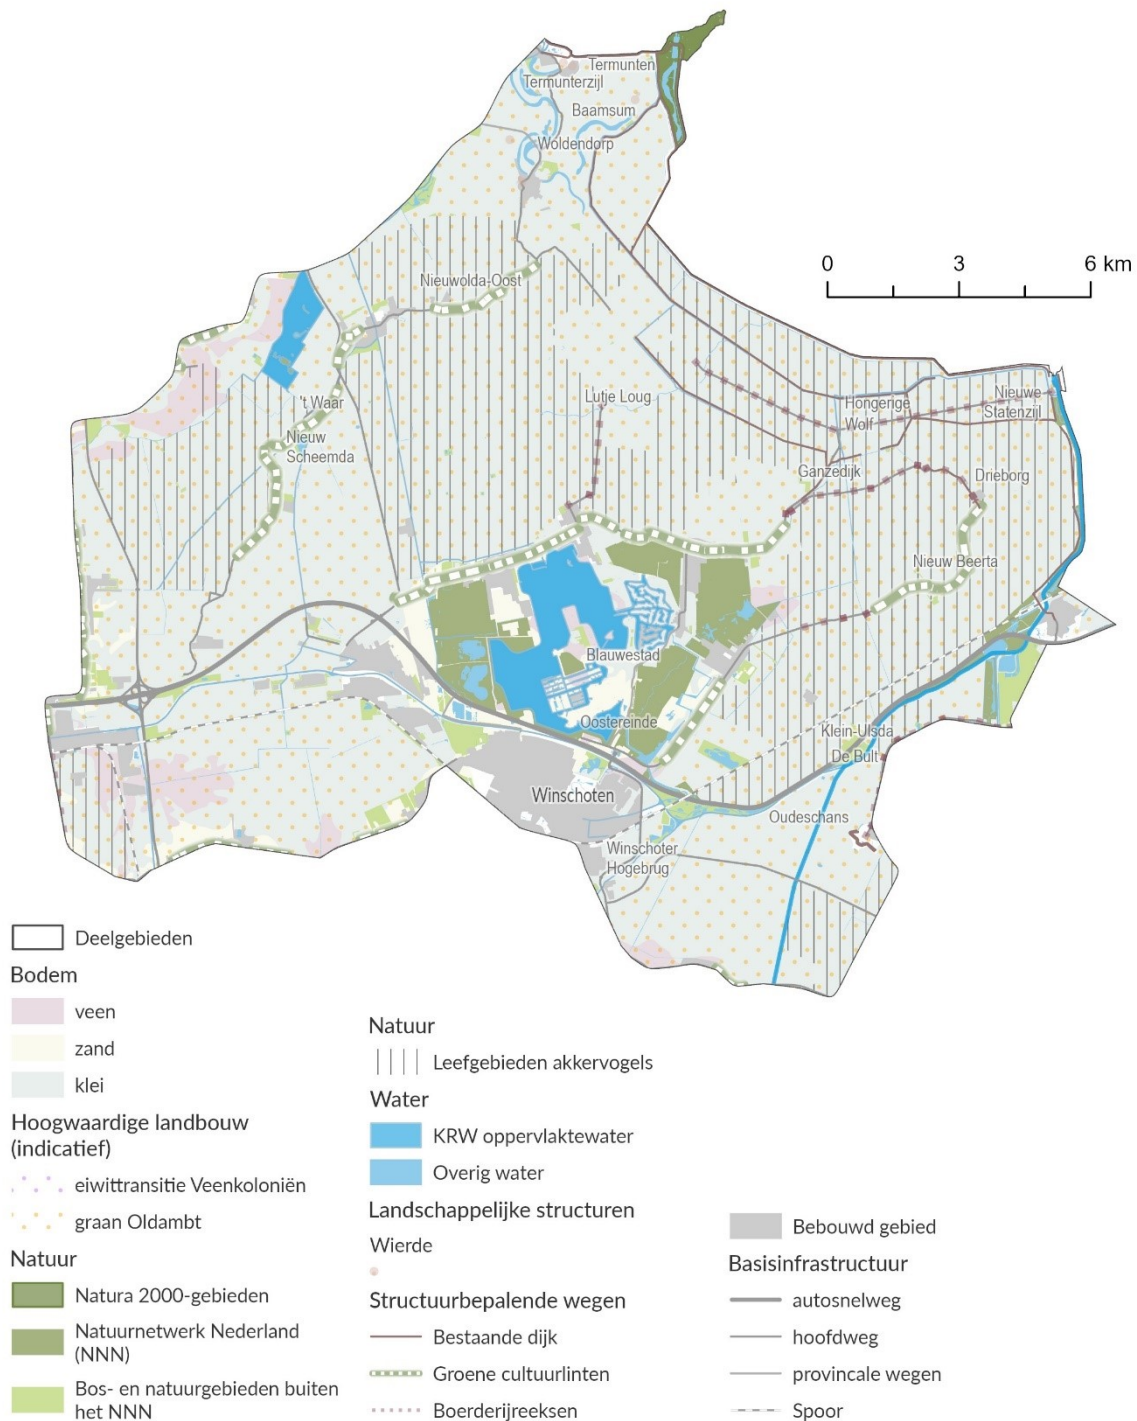 Termunten
Termunterzijl
Baamsum
Woldendorp
0 3 6 km
Nieuwolda-Oost
't Waar
Nieuw
Scheemda
Lutje Loug
Hongerige
Wolf
Nieuwe
Statenzijl
Ganzedijk
Drieborg
Nieuw Beerta
Blauwestad
Oostereinde
Klein-Ulsda
De Bult
Winschoten
Oudeschans
Winschoter
Hogebrug
Deelgebieden
Bodem
veen
zand
klei
Hoogwaardige landbouw
(indicatief)
eiwittransitie Veenkoloniën
graan Oldambt
Natuur
Natura 2000-gebieden
Natuurnetwerk Nederland
(NNN)
Bos- en natuurgebieden buiten
het NNN
Natuur
Leefgebieden akkervogels
Water
KRW oppervlaktewater
Overig water
Landschappelijke structuren
Wierde
Structuurbepalende wegen
Bestaande dijk
Groene cultuurlinten
Boerderijreeksen
Bebouwd gebied
Basisinfrastructuur
autosnelweg
hoofdweg
provincale wegen
Spoor